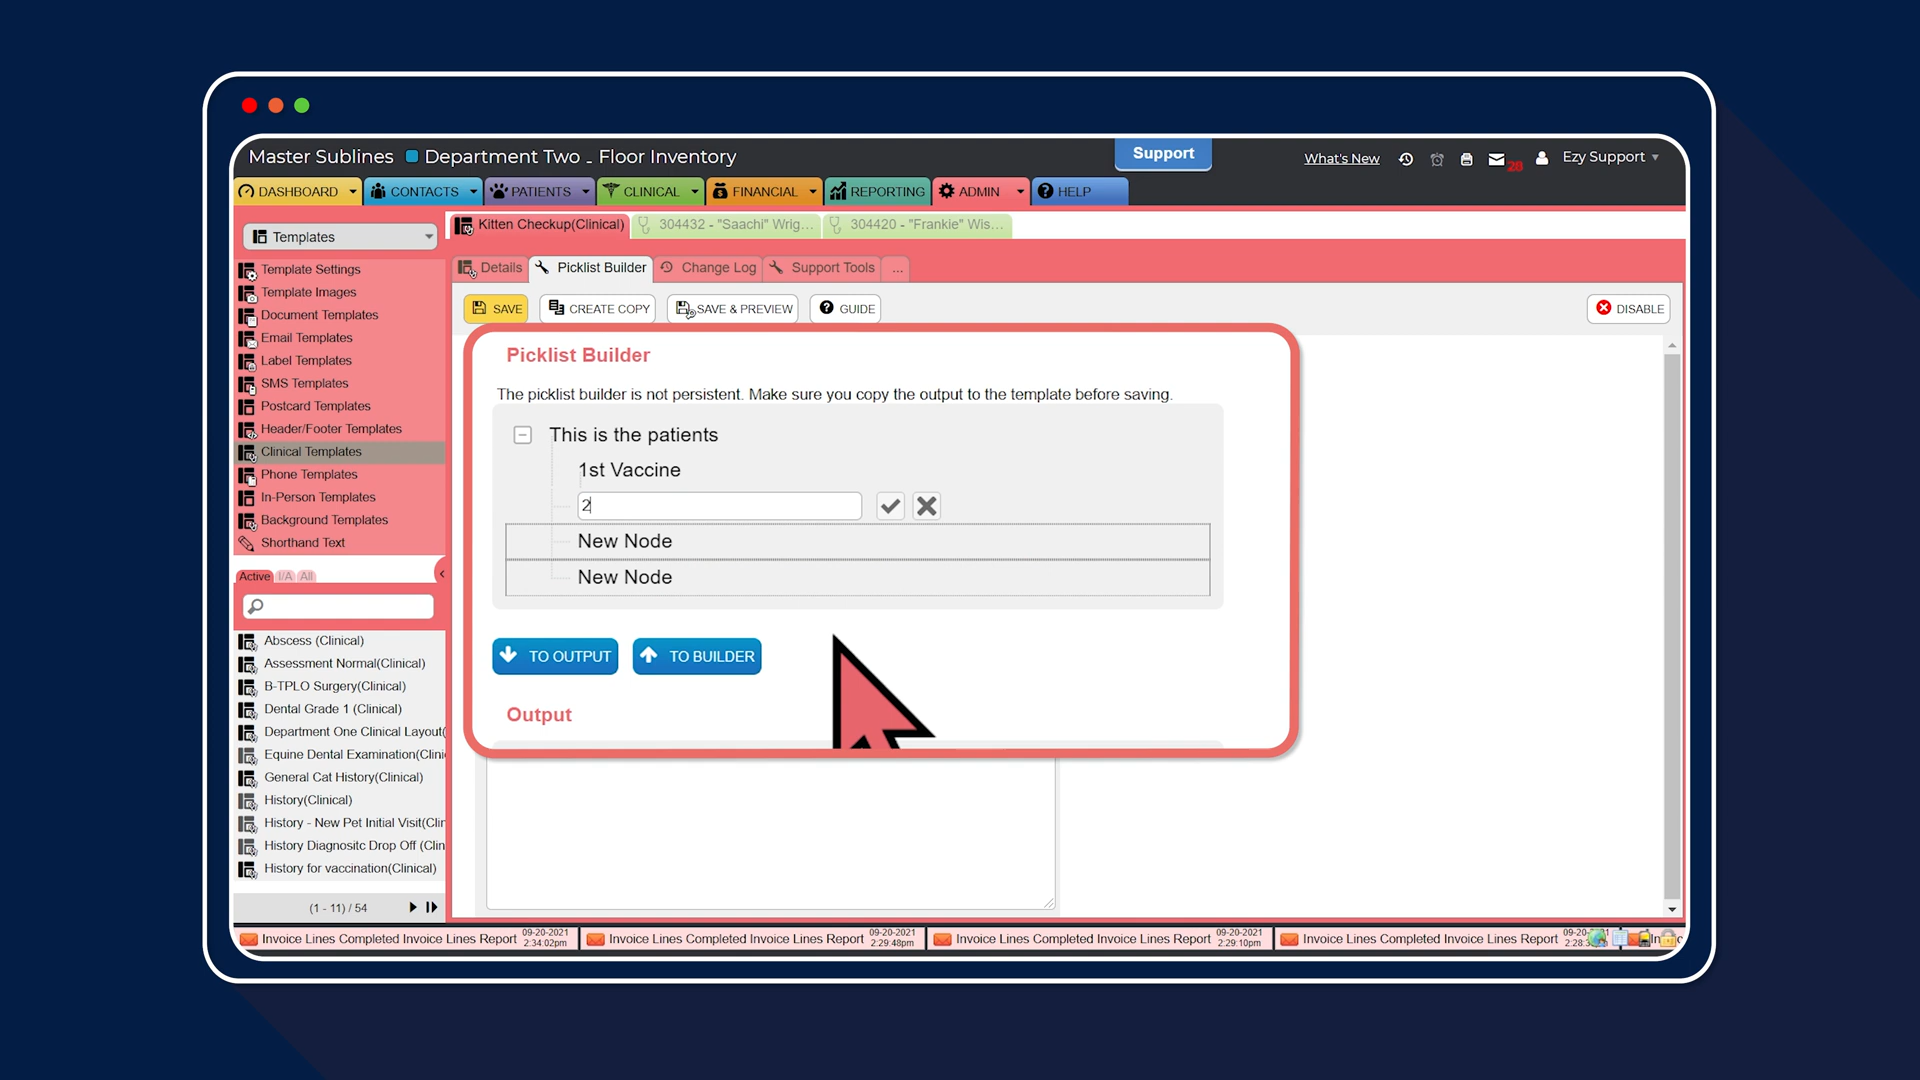 Master Sublines Department Two _ Floor Inventory
Support
What's New
28
Ezy Support
DASHBOARD CONTACTS PATIENTS CLINICAL FINANCIAL REPORTING ADMIN HELP
Templates
Template Settings
Template Images
Document Templates
Email Templates
Label Templates
SMS Templates
Postcard Templates
Header/Footer Templates
Clinical Templates
Phone Templates
In-Person Templates
Background Templates
Shorthand Text
Active I/A All
Abscess (Clinical)
Assessment Normal(Clinical)
B-TPLO Surgery(Clinical)
Dental Grade 1 (Clinical)
Department One Clinical Layout(
Equine Dental Examination(Clini
General Cat History(Clinical)
History(Clinical)
History - New Pet Initial Visit(Clin
History Diagnositc Drop Off (Clin
History for vaccination(Clinical)
(1 - 11) / 54
Kitten Checkup(Clinical) 304432 - "Saachi" Wrig... 304420 - "Frankie" Wis...
Details Picklist Builder Change Log Support Tools ...
SAVE CREATE COPY SAVE & PREVIEW GUIDE DISABLE
Picklist Builder
The picklist builder is not persistent. Make sure you copy the output to the template before saving.
This is the patients
1st Vaccine
2
New Node
New Node
TO OUTPUT TO BUILDER
Output
Invoice Lines Completed Invoice Lines Report 09-20-2021 2:34:02pm
Invoice Lines Completed Invoice Lines Report 09-20-2021 2:29:48pm
Invoice Lines Completed Invoice Lines Report 09-20-2021 2:29:10pm
Invoice Lines Completed Invoice Lines Report